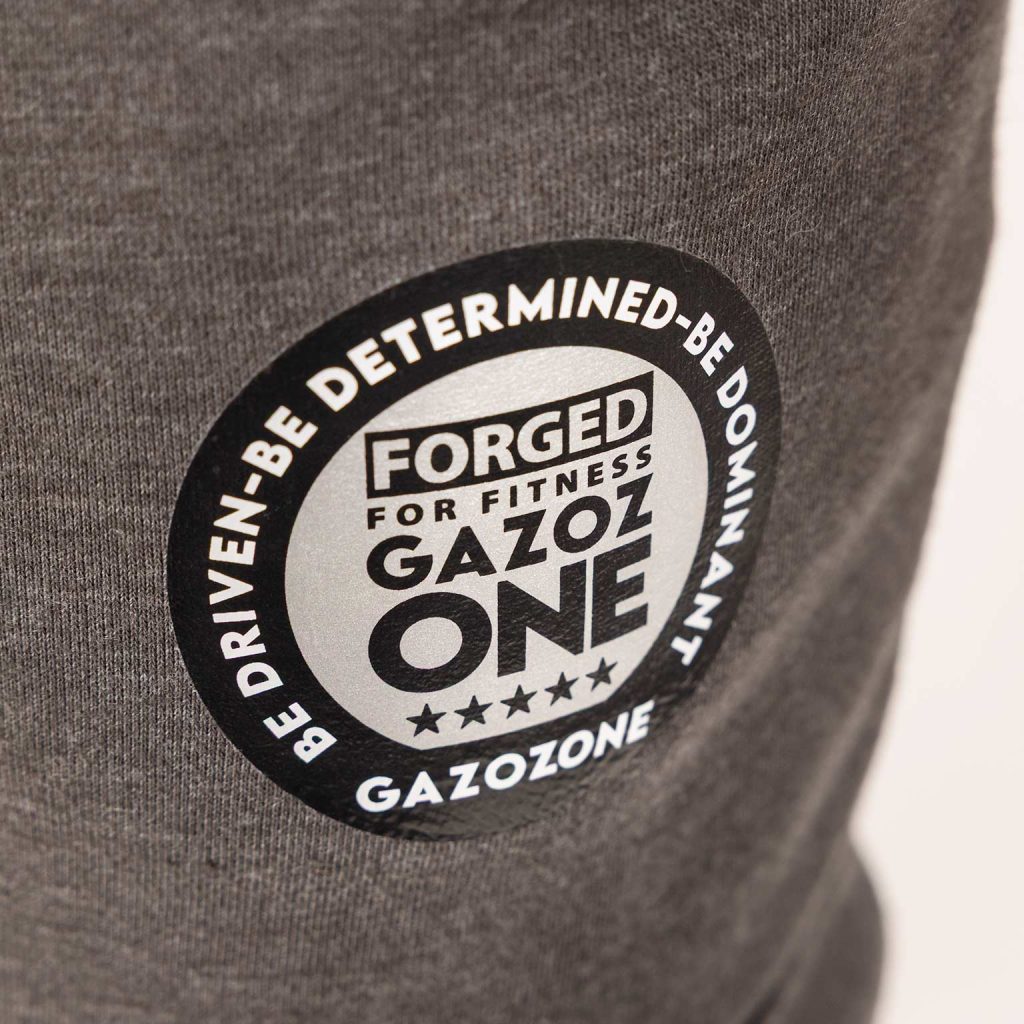 BE DRIVEN-BE DETERMINED-BE DOMINANT
FORGED
FOR FITNESS
GAZOZ
ONE
GAZOZONE